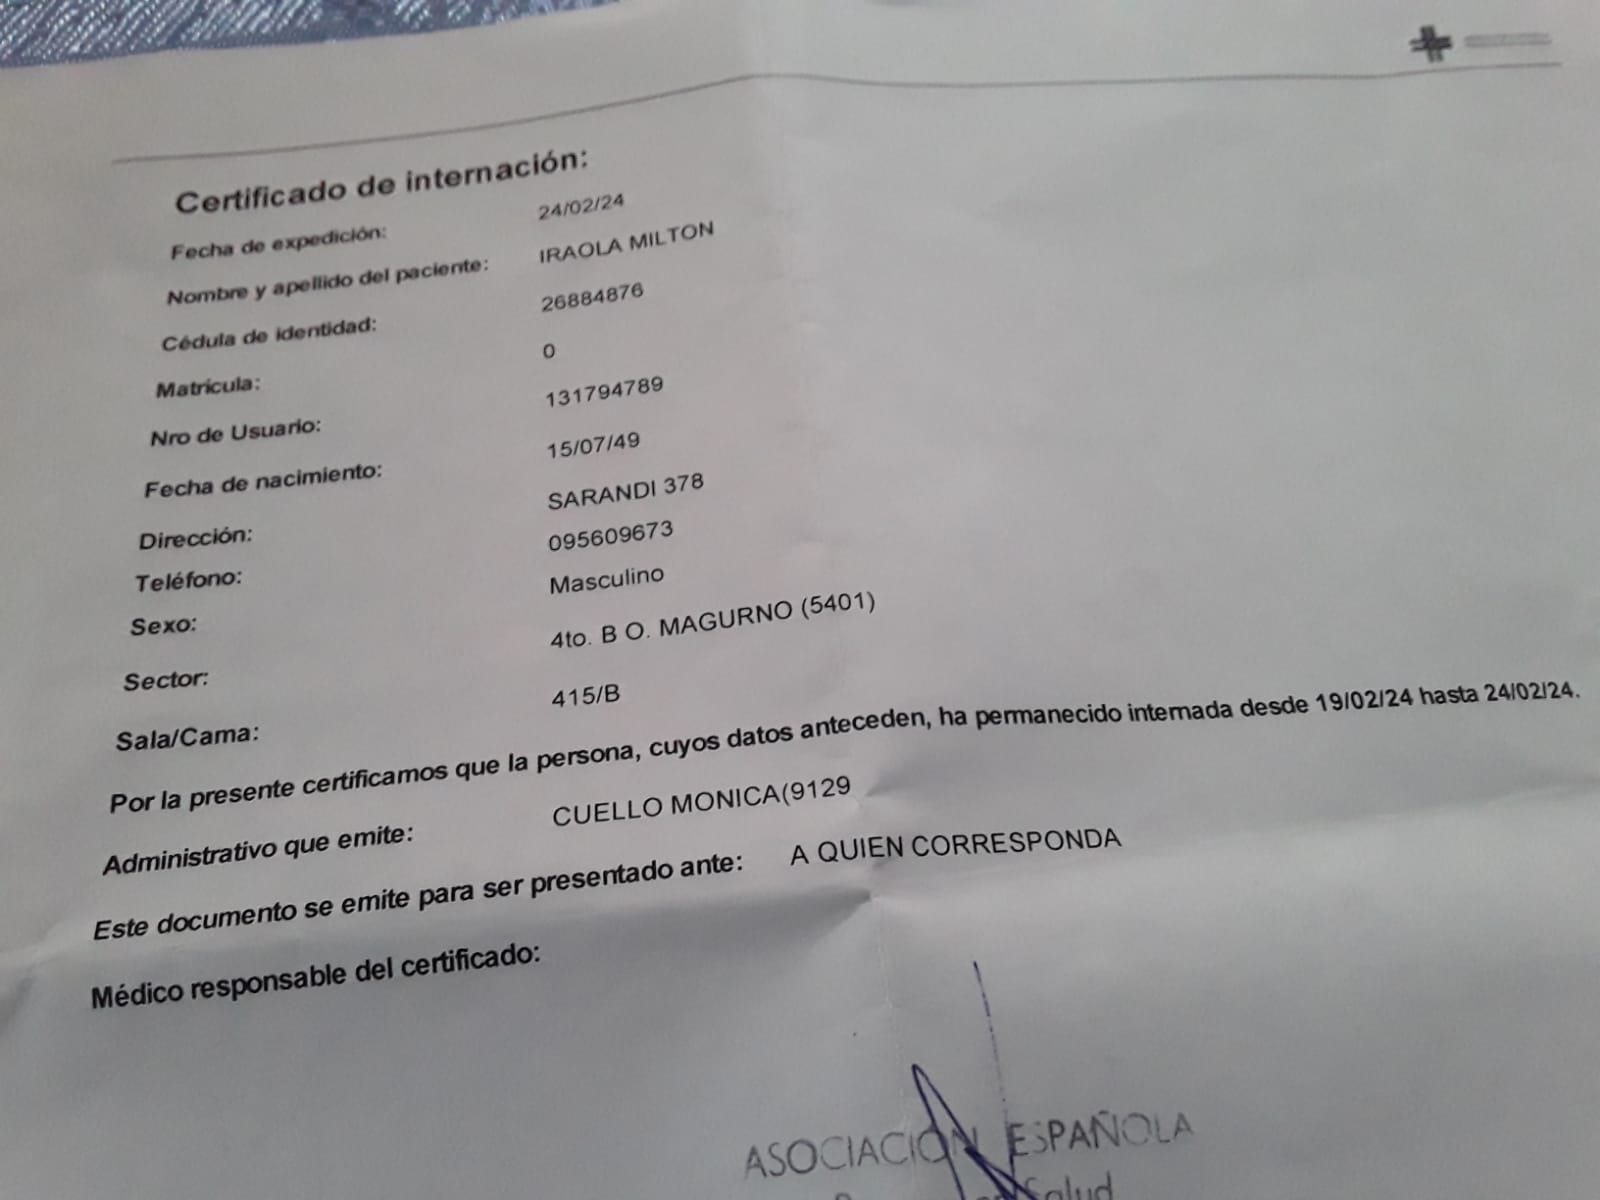 Certificado de internación:
Fecha de expedición: 24/02/24
Nombre y apellido del paciente: IRAOLA MILTON
Cédula de identidad: 26884876
Matrícula: 0
Nro de Usuario: 131794789
Fecha de nacimiento: 15/07/49
Dirección: SARANDI 378
Teléfono: 095609673
Sexo: Masculino
Sector: 4to. B O. MAGURNO (5401)
Sala/Cama: 415/B
Por la presente certificamos que la persona, cuyos datos anteceden, ha permanecido internada desde 19/02/24 hasta 24/02/24.
Administrativo que emite: CUELLO MONICA(9129
Este documento se emite para ser presentado ante: A QUIEN CORRESPONDA
Médico responsable del certificado:
ASOCIACIÓN ESPAÑOLA
Salud